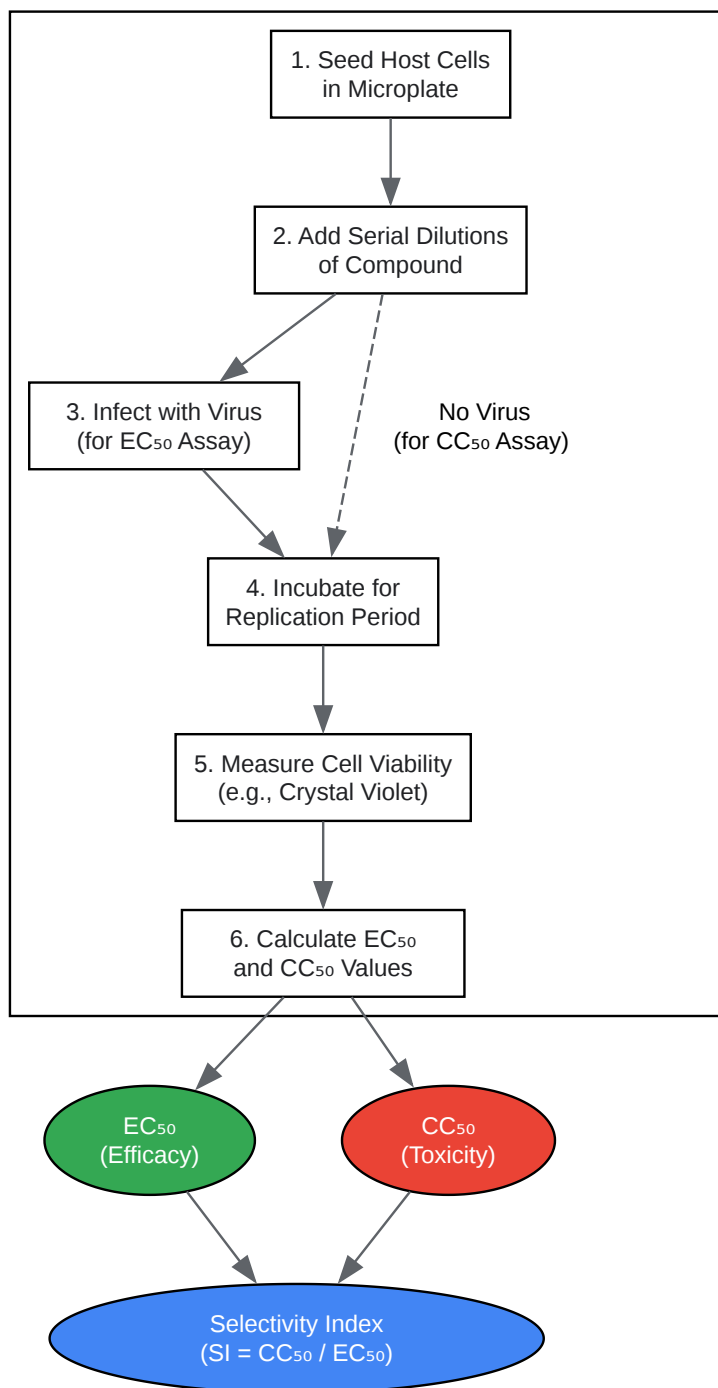 1. Seed Host Cells
in Microplate
2. Add Serial Dilutions
of Compound
3. Infect with Virus
(for EC₅₀ Assay)
No Virus
(for CC₅₀ Assay)
4. Incubate for
Replication Period
5. Measure Cell Viability
(e.g., Crystal Violet)
6. Calculate EC₅₀
and CC₅₀ Values
EC₅₀
(Efficacy)
CC₅₀
(Toxicity)
Selectivity Index
(SI = CC₅₀ / EC₅₀)